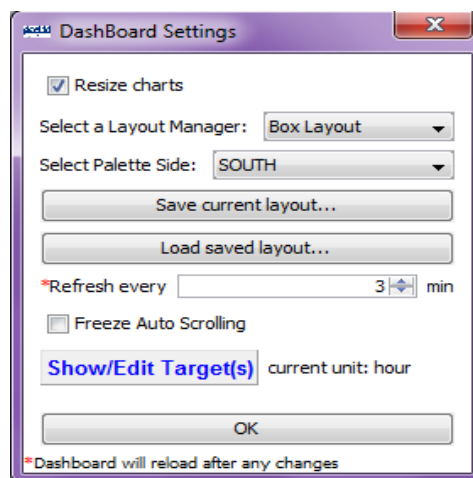 DashBoard Settings
Resize charts
Select a Layout Manager: Box Layout
Select Palette Side: SOUTH
Save current layout...
Load saved layout...
*Refresh every 3 min
Freeze Auto Scrolling
Show/Edit Target(s) current unit: hour
OK
*Dashboard will reload after any changes